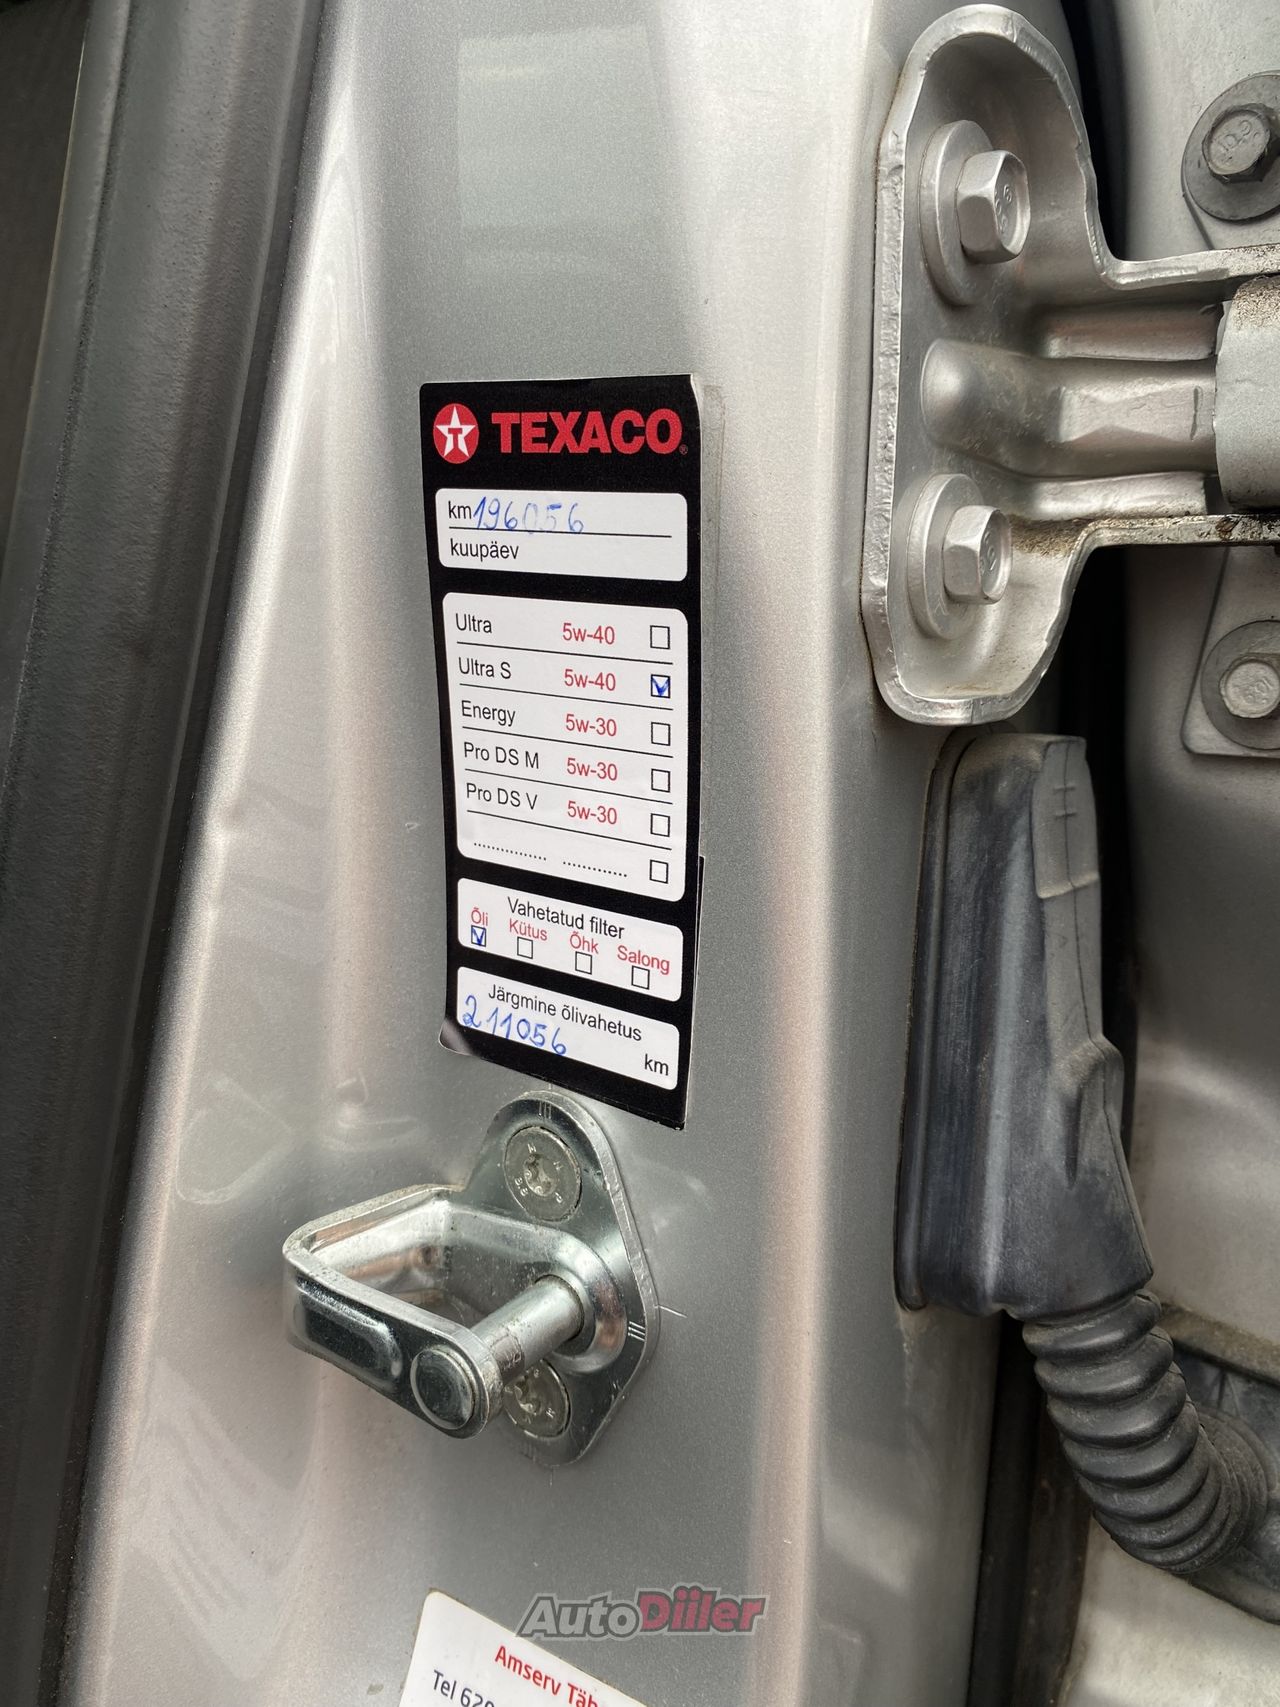 TEXACO
km 196056
kuupäev
Ultra 5w-40
Ultra S 5w-40
Energy 5w-30
Pro DS M 5w-30
Pro DS V 5w-30
............... .............
Vahetatud filter
Õli Kütus Õhk Salong
Järgmine õlivahetus
211056 km
AutoDiiler
Amserv
Tel